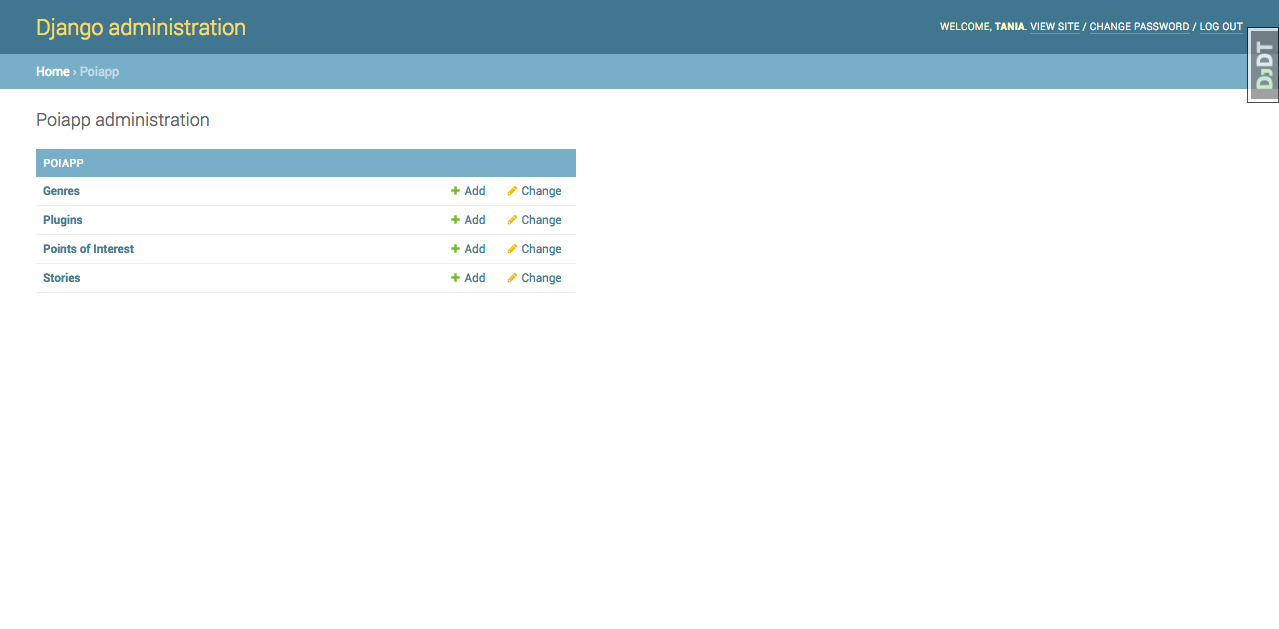 Django administration
WELCOME, TANIA. VIEW SITE / CHANGE PASSWORD / LOG OUT
DJDT
Home › Poiapp
Poiapp administration
POIAPP
Genres Add Change
Plugins Add Change
Points of Interest Add Change
Stories Add Change